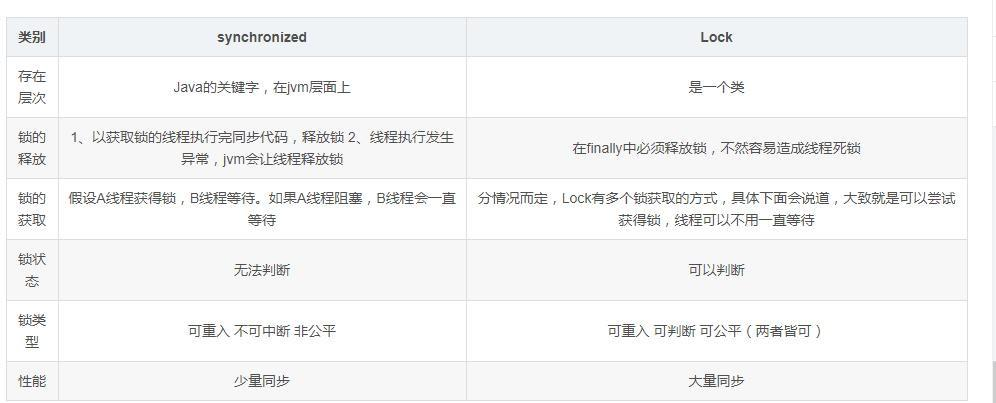 类别 synchronized Lock
存在
层次
Java的关键字，在jvm层面上
是一个类
锁的
释放
1、以获取锁的线程执行完同步代码，释放锁 2、线程执行发生
异常，jvm会让线程释放锁
在finally中必须释放锁，不然容易造成线程死锁
锁的
获取
假设A线程获得锁，B线程等待。如果A线程阻塞，B线程会一直
等待
分情况而定，Lock有多个锁获取的方式，具体下面会说道，大致就是可以尝试
获得锁，线程可以不用一直等待
锁状
态
无法判断
可以判断
锁类
型
可重入 不可中断 非公平
可重入 可判断 可公平（两者皆可）
性能 少量同步 大量同步